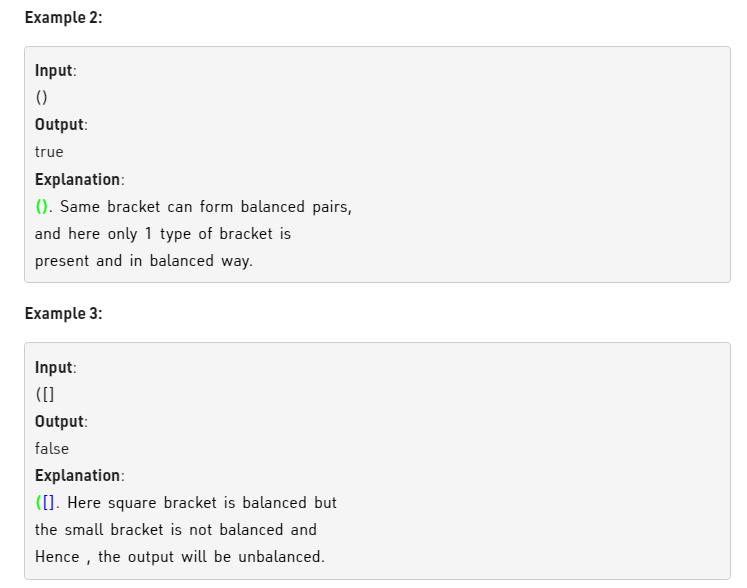 Example 2:
Input:
()
Output:
true
Explanation:
(). Same bracket can form balanced pairs,
and here only 1 type of bracket is
present and in balanced way.
Example 3:
Input:
([]
Output:
false
Explanation:
([]. Here square bracket is balanced but
the small bracket is not balanced and
Hence , the output will be unbalanced.